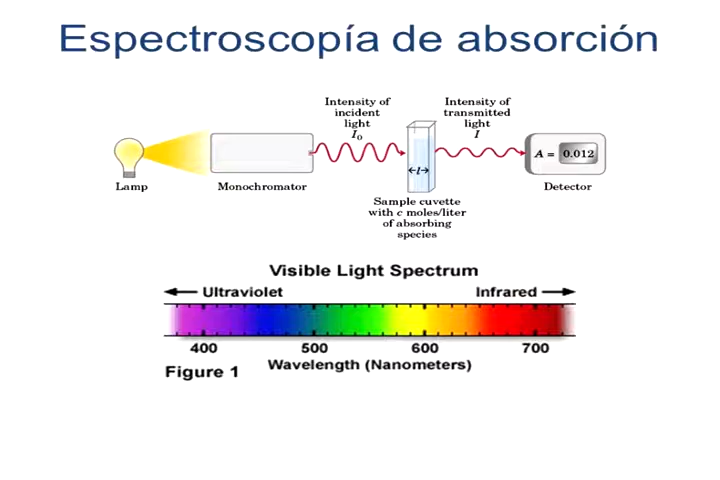 Espectroscopía de absorción
Intensity of
incident
light
I₀
Intensity of
transmitted
light
I
A = 0.012
l
Lamp
Monochromator
Detector
Sample cuvette
with c moles/liter
of absorbing
species
Visible Light Spectrum
Ultraviolet
Infrared
400 500 600 700
Wavelength (Nanometers)
Figure 1